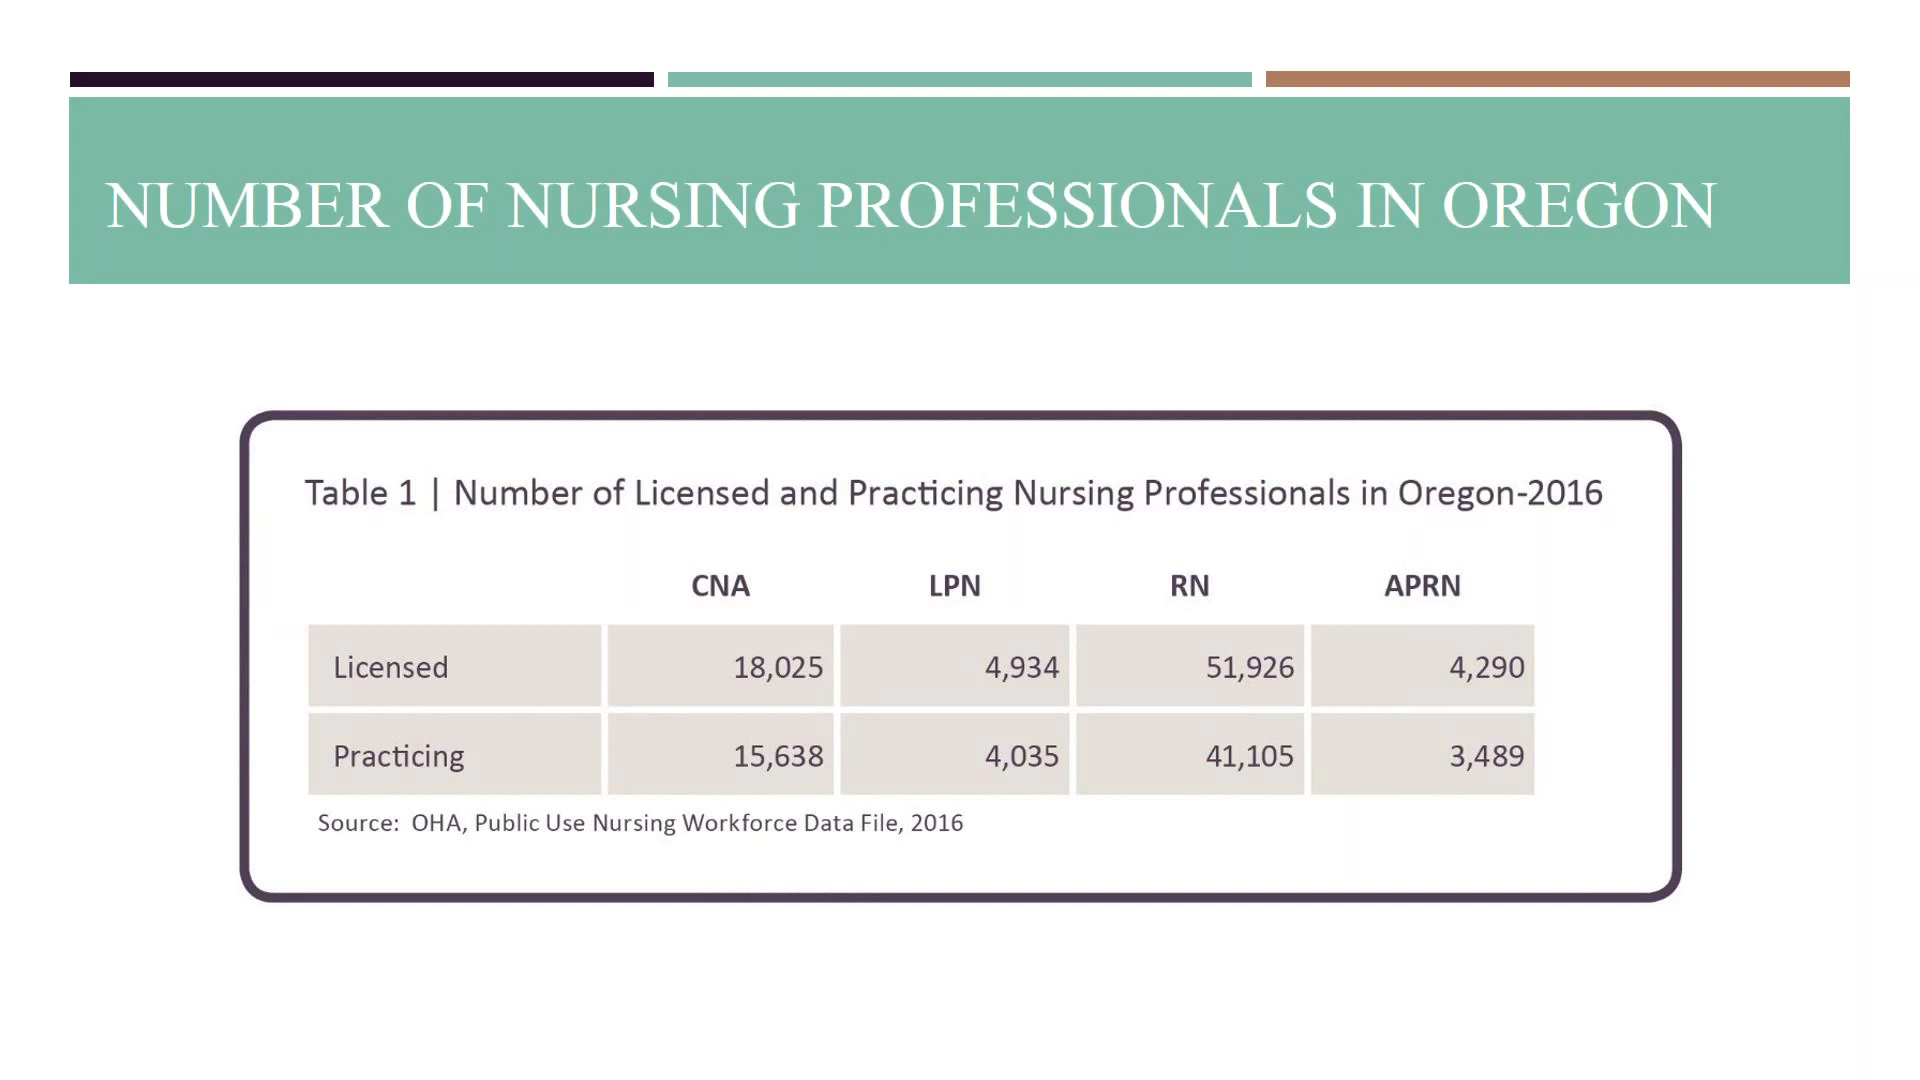 NUMBER OF NURSING PROFESSIONALS IN OREGON
Table 1 | Number of Licensed and Practicing Nursing Professionals in Oregon-2016
CNA LPN RN APRN
Licensed 18,025 4,934 51,926 4,290
Practicing 15,638 4,035 41,105 3,489
Source: OHA, Public Use Nursing Workforce Data File, 2016